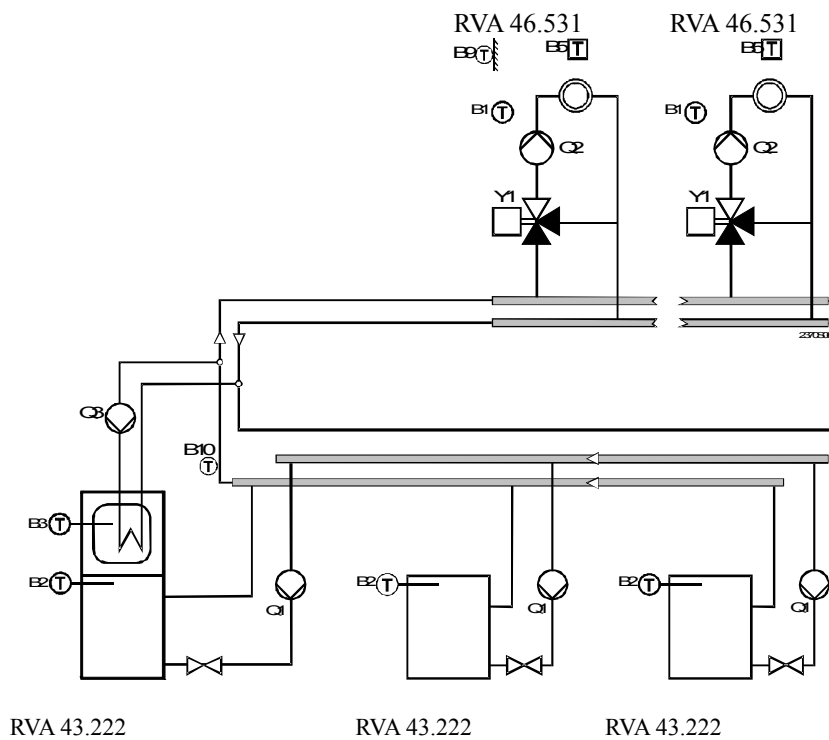 RVA 46.531 RVA 46.531
B9 T B5 T B5 T
B1 T B1 T
Q2 Q2
Y1 Y1
Q3
B10
T
B3 T
B2 T B2 T B2 T
Q1 Q1 Q1
RVA 43.222 RVA 43.222 RVA 43.222